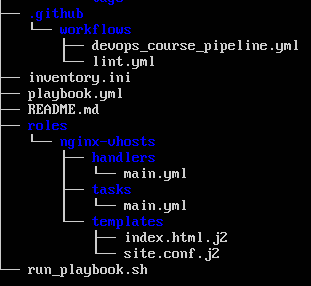 .github
workflows
devops_course_pipeline.yml
lint.yml
inventory.ini
playbook.yml
README.md
roles
nginx-vhosts
handlers
main.yml
tasks
main.yml
templates
index.html.j2
site.conf.j2
run_playbook.sh